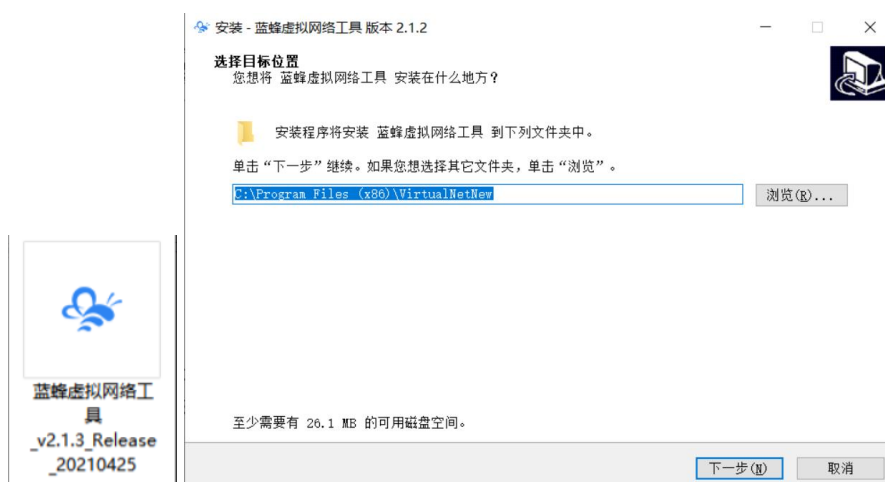 安装 - 蓝蜂虚拟网络工具 版本 2.1.2
选择目标位置
您想将 蓝蜂虚拟网络工具 安装在什么地方?
安装程序将安装 蓝蜂虚拟网络工具 到下列文件夹中。
单击“下一步”继续。如果您想选择其它文件夹,单击“浏览”。
C:\Program Files (x86)\VirtualNetNew
浏览(R)...
至少需要有 26.1 MB 的可用磁盘空间。
下一步(N)
取消
蓝蜂虚拟网络工
具
_v2.1.3_Release
_20210425